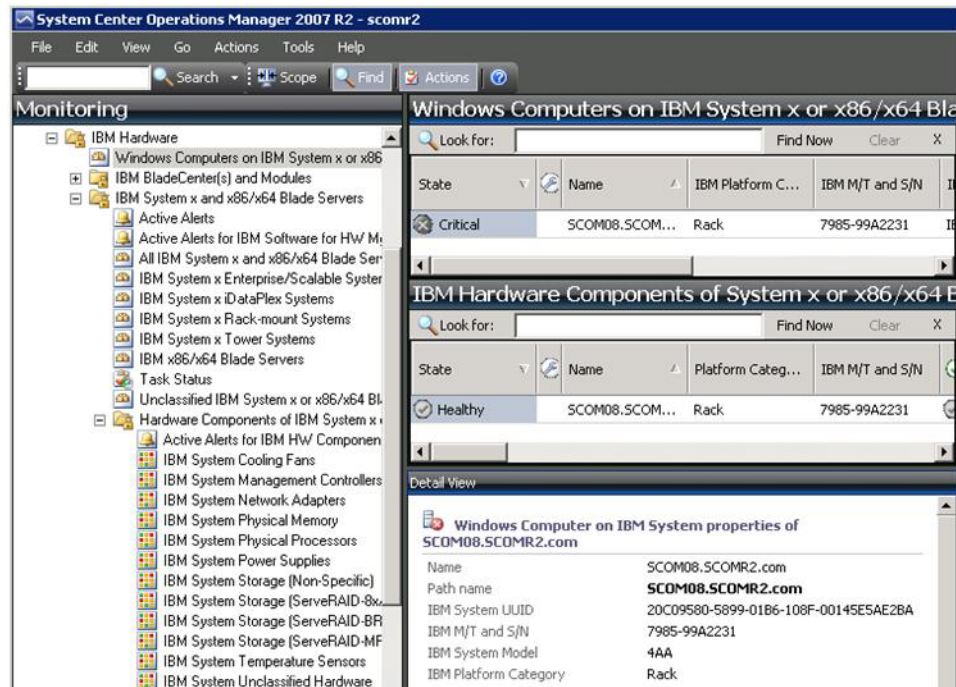 System Center Operations Manager 2007 R2 - scomr2
File Edit View Go Actions Tools Help
Search Scope Find Actions
Monitoring
IBM Hardware
Windows Computers on IBM System x or x86
IBM BladeCenter(s) and Modules
IBM System x and x86/x64 Blade Servers
Active Alerts
Active Alerts for IBM Software for HW M
All IBM System x and x86/x64 Blade Ser
IBM System x Enterprise/Scalable System
IBM System x iDataPlex Systems
IBM System x Rack-mount Systems
IBM System x Tower Systems
IBM x86/x64 Blade Servers
Task Status
Unclassified IBM System x or x86/x64 Bl
Hardware Components of IBM System x
Active Alerts for IBM HW Componen
IBM System Cooling Fans
IBM System Management Controllers
IBM System Network Adapters
IBM System Physical Memory
IBM System Physical Processors
IBM System Power Supplies
IBM System Storage (Non-Specific)
IBM System Storage (ServeRAID-8x
IBM System Storage (ServeRAID-BR
IBM System Storage (ServeRAID-MR
IBM System Temperature Sensors
IBM System Unclassified Hardware
Windows Computers on IBM System x or x86/x64 Bla
Look for: Find Now Clear X
State Name IBM Platform C... IBM M/T and S/N
Critical SCOM08.SCOM... Rack 7985-99A2231
IBM Hardware Components of System x or x86/x64 B
Look for: Find Now Clear X
State Name Platform Categ... IBM M/T and S/N
Healthy SCOM08.SCOM... Rack 7985-99A2231
Detail View
Windows Computer on IBM System properties of
SCOM08.SCOMR2.com
Name SCOM08.SCOMR2.com
Path name SCOM08.SCOMR2.com
IBM System UUID 20C09580-5899-01B6-108F-00145E5AE2BA
IBM M/T and S/N 7985-99A2231
IBM System Model 4AA
IBM Platform Category Rack